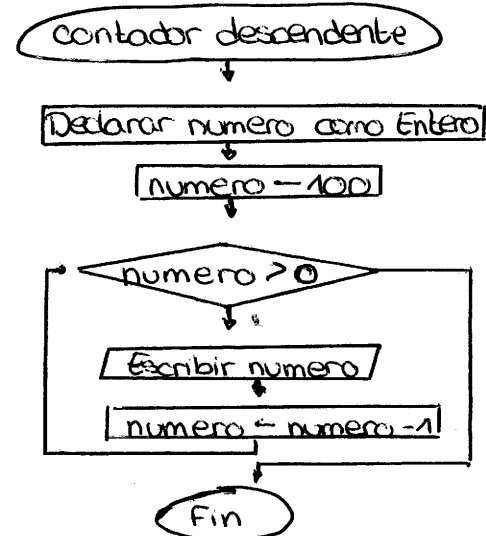 contador descendente
Declarar numero como Entero
numero - 100
numero > 0
Escribir numero
numero - numero - 1
Fin